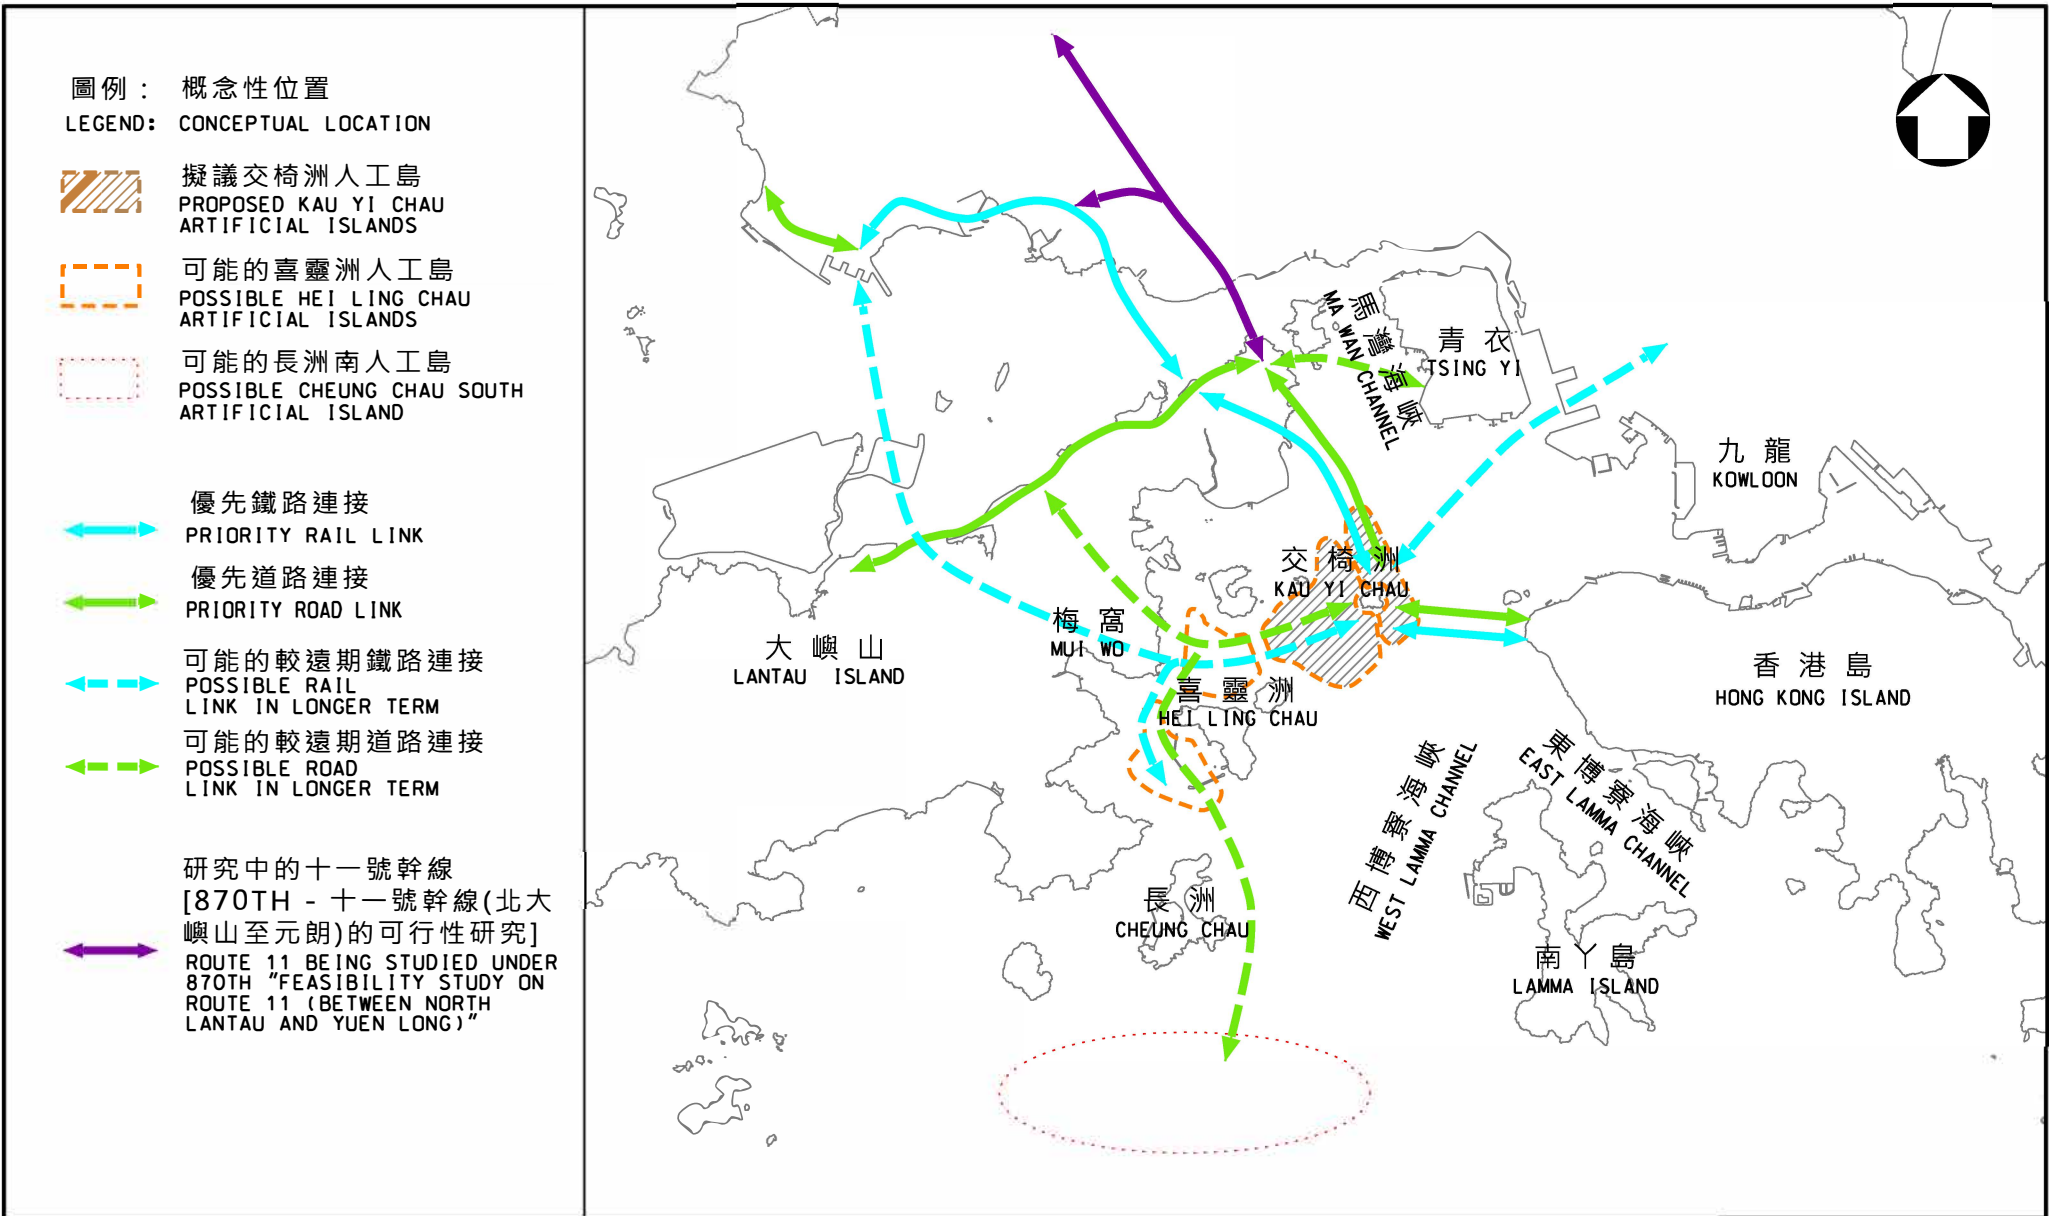 圖例： 概念性位置
LEGEND: CONCEPTUAL LOCATION
擬議交椅洲人工島
PROPOSED KAU YI CHAU
ARTIFICIAL ISLANDS
可能的喜靈洲人工島
POSSIBLE HEI LING CHAU
ARTIFICIAL ISLANDS
可能的長洲南人工島
POSSIBLE CHEUNG CHAU SOUTH
ARTIFICIAL ISLAND
優先鐵路連接
PRIORITY RAIL LINK
優先道路連接
PRIORITY ROAD LINK
可能的較遠期鐵路連接
POSSIBLE RAIL
LINK IN LONGER TERM
可能的較遠期道路連接
POSSIBLE ROAD
LINK IN LONGER TERM
研究中的十一號幹線
[870TH - 十一號幹線(北大
嶼山至元朗)的可行性研究]
ROUTE 11 BEING STUDIED UNDER
870TH "FEASIBILITY STUDY ON
ROUTE 11 (BETWEEN NORTH
LANTAU AND YUEN LONG)"
馬灣海峽
MA WAN CHANNEL
青衣
TSING YI
九龍
KOWLOON
交椅洲
KAU YI CHAU
梅窩
MUI WO
大嶼山
LANTAU ISLAND
喜靈洲
HEI LING CHAU
香港島
HONG KONG ISLAND
西博寮海峽
WEST LAMMA CHANNEL
東博寮海峽
EAST LAMMA CHANNEL
長洲
CHEUNG CHAU
南丫島
LAMMA ISLAND